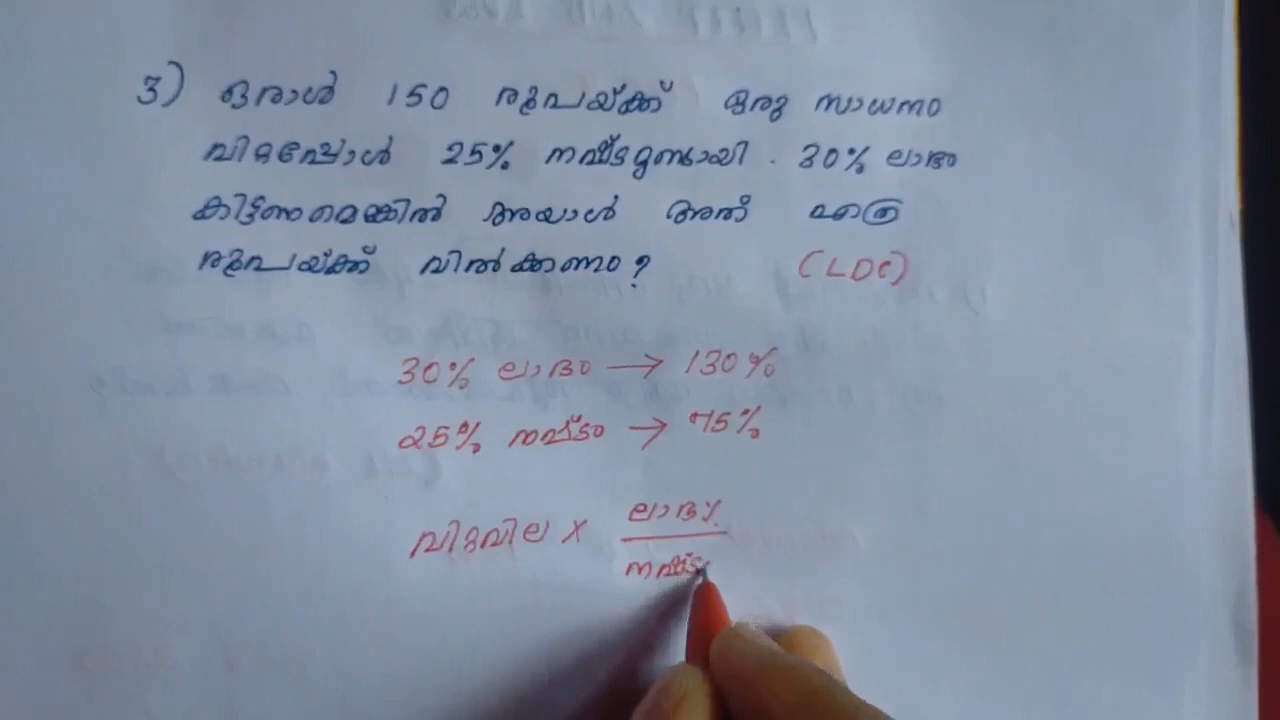 3) ഒരാൾ 150 രൂപയ്ക്ക് ഒരു സാധനം
വിറ്റപ്പോൾ 25% നഷ്ടമുണ്ടായി. 30% ലാഭം
കിട്ടണമെങ്കിൽ അയാൾ അത് എത്ര
രൂപയ്ക്ക് വിൽക്കണം? (LDC)
30% ലാഭം → 130%
25% നഷ്ടം → 75%
വിറ്റവില x ലാഭ%
നഷ്ട